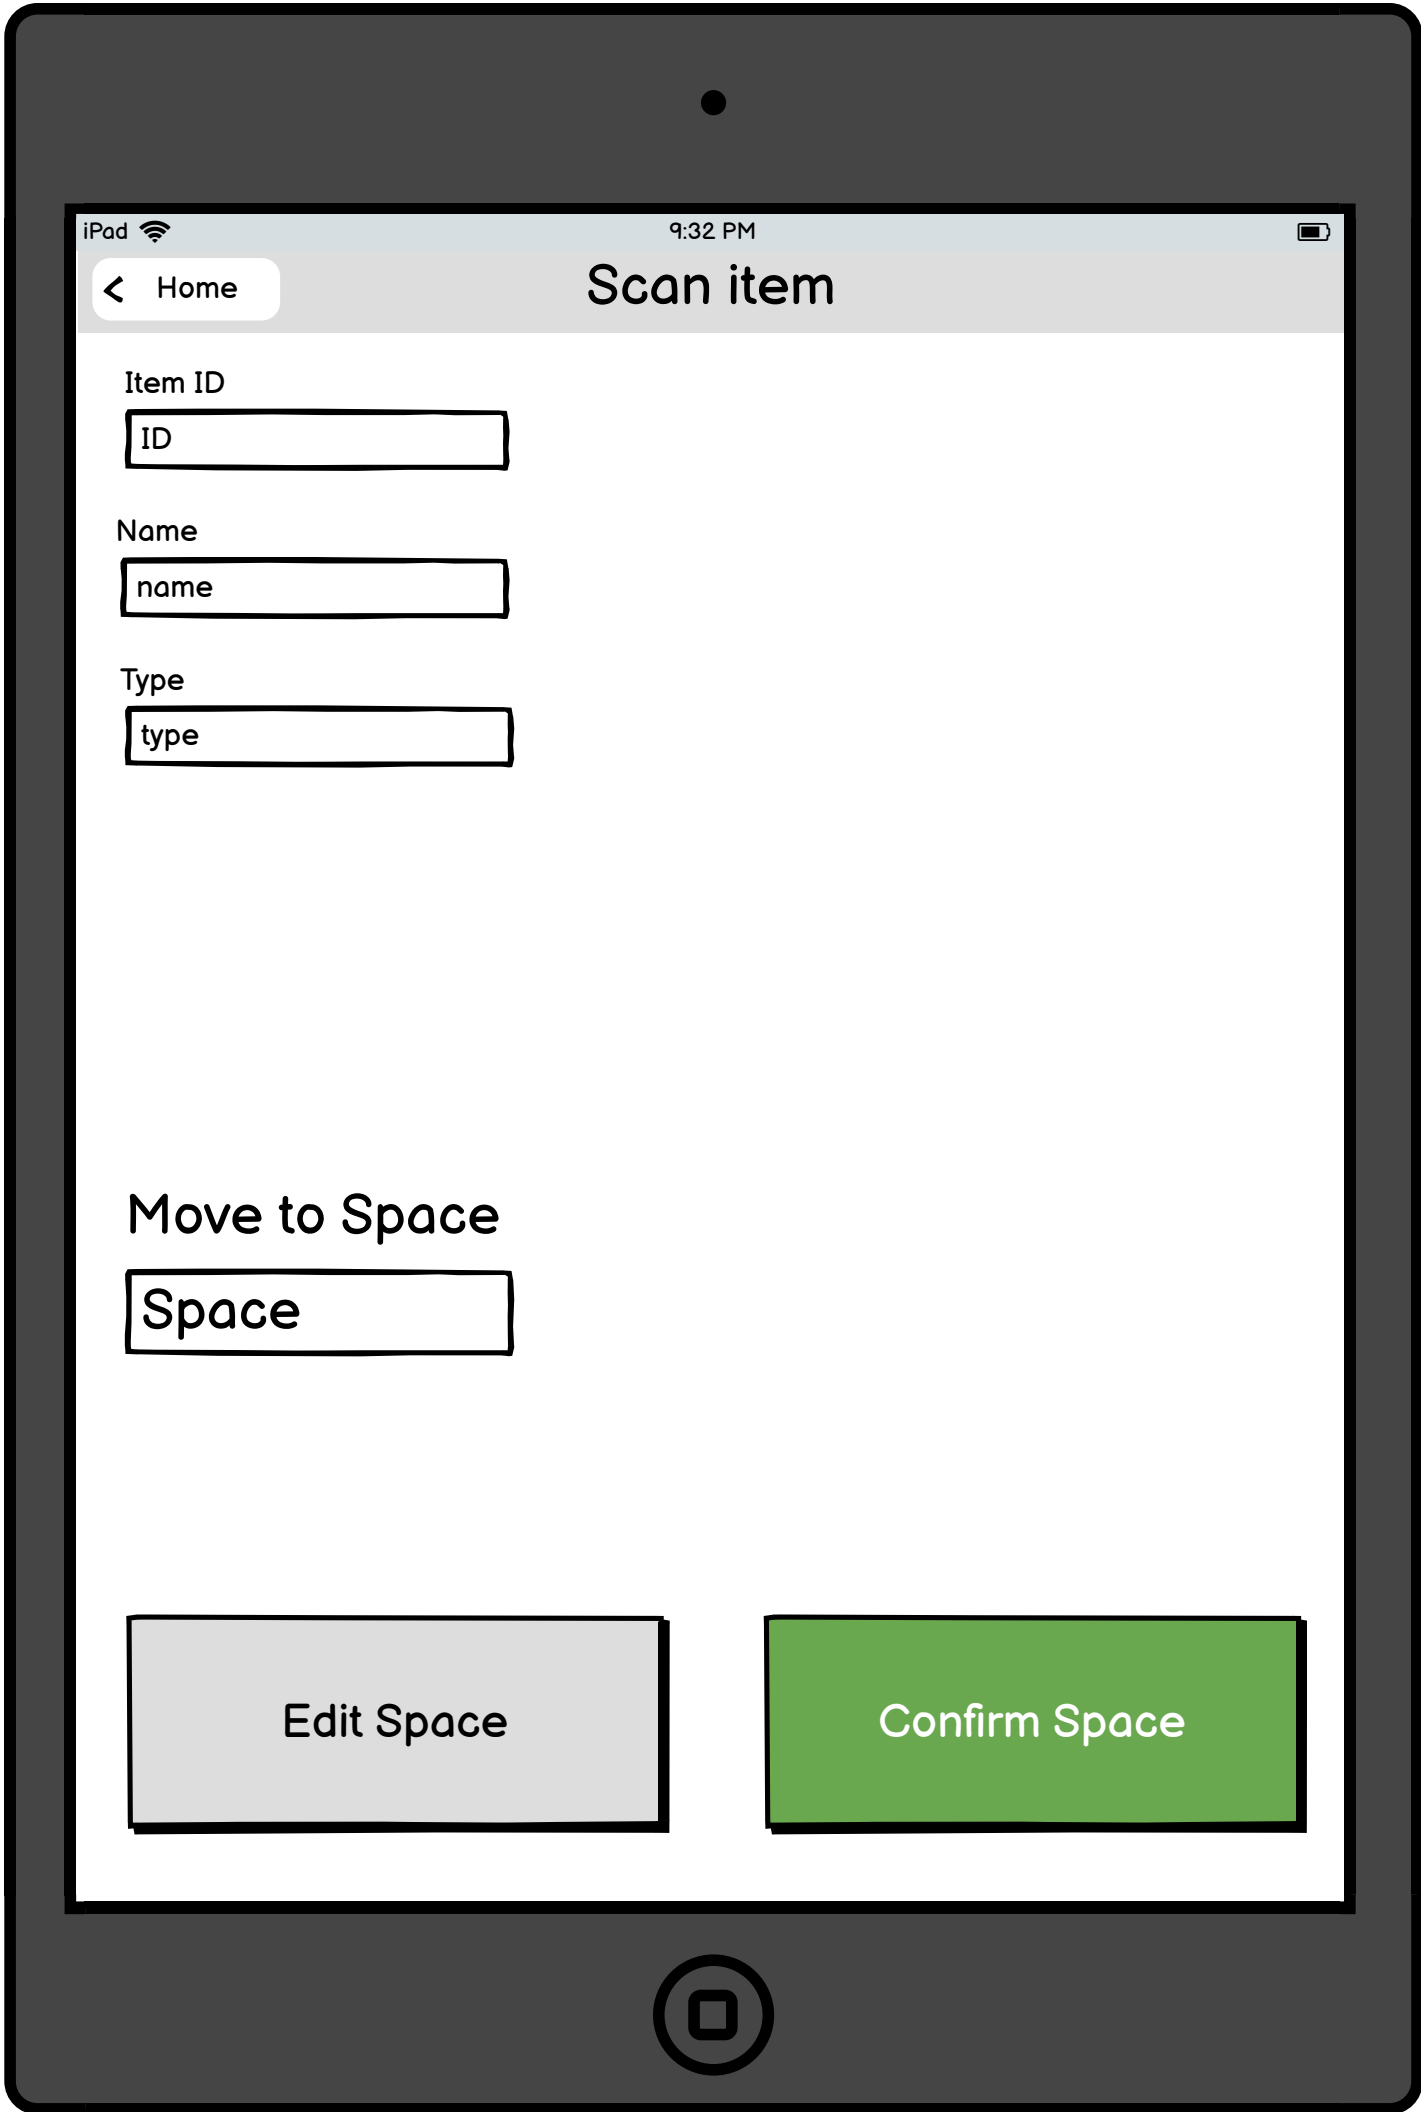 iPad
9:32 PM
Home
Scan item
Item ID
ID
Name
name
Type
type
Move to Space
Space
Edit Space
Confirm Space